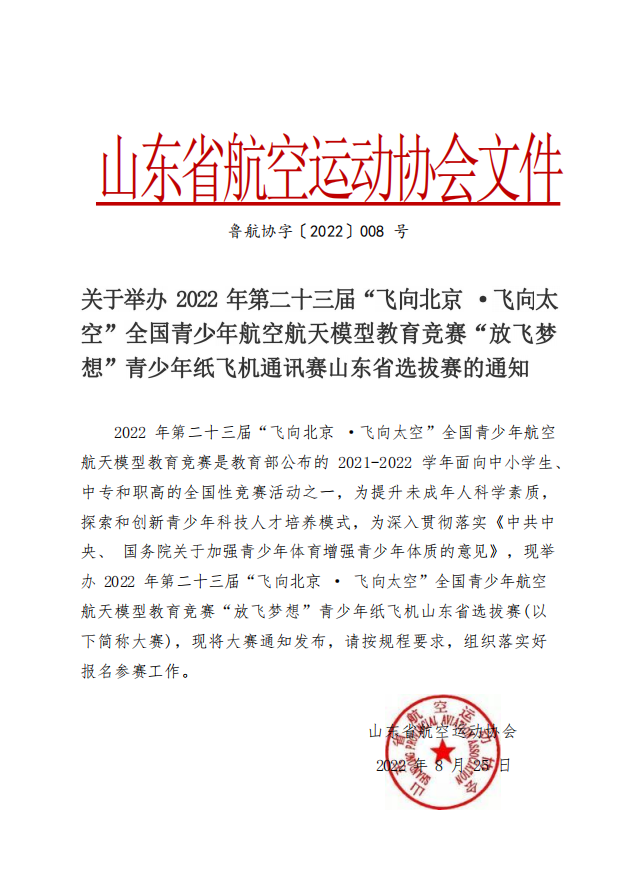 山东省航空运动协会文件
鲁航协字〔2022〕008 号
关于举办 2022 年第二十三届“飞向北京 ·飞向太
空”全国青少年航空航天模型教育竞赛“放飞梦
想”青少年纸飞机通讯赛山东省选拔赛的通知
2022 年第二十三届“飞向北京 ·飞向太空”全国青少年航空
航天模型教育竞赛是教育部公布的 2021-2022 学年面向中小学生、
中专和职高的全国性竞赛活动之一，为提升未成年人科学素质，
探索和创新青少年科技人才培养模式，为深入贯彻落实《中共中
央、 国务院关于加强青少年体育增强青少年体质的意见》，现举
办 2022 年第二十三届“飞向北京 · 飞向太空”全国青少年航空
航天模型教育竞赛“放飞梦想”青少年纸飞机山东省选拔赛(以
下简称大赛)，现将大赛通知发布，请按规程要求，组织落实好
报名参赛工作。
山东省航空运动协会
2022 年 8 月 25 日
山东省航空运动协会
SHANDONG PROVINCIAL AVIATION ASSOCIATION